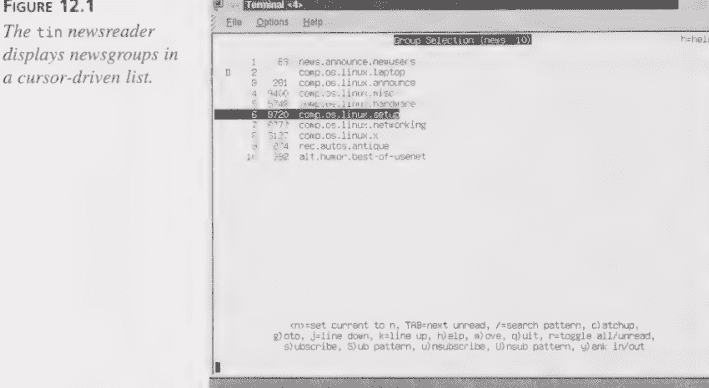 FIGURE 12.1
The tin newsreader
displays newsgroups in
a cursor-driven list.
Terminal <4>
File Options Help
Group Selection (news 10)
h=help
1 63 news.announce.newusers
D 2 comp.os.linux.laptop
3 291 comp.os.linux.announce
4 9400 comp.os.linux.misc
5 comp.os.linux.hardware
6 9720 comp.os.linux.setup
7 comp.os.linux.networking
8 comp.os.linux.x
9 rec.autos.antique
10 alt.humor.best-of-usenet
<n>=set current to n, TAB=next unread, /=search pattern, c)atchup,
g)oto, j=line down, k=line up, h)elp, m)ove, q)uit, r=toggle all/unread,
s)ubscribe, S)ub pattern, u)nsubscribe, U)nsub pattern, y)ank in/out